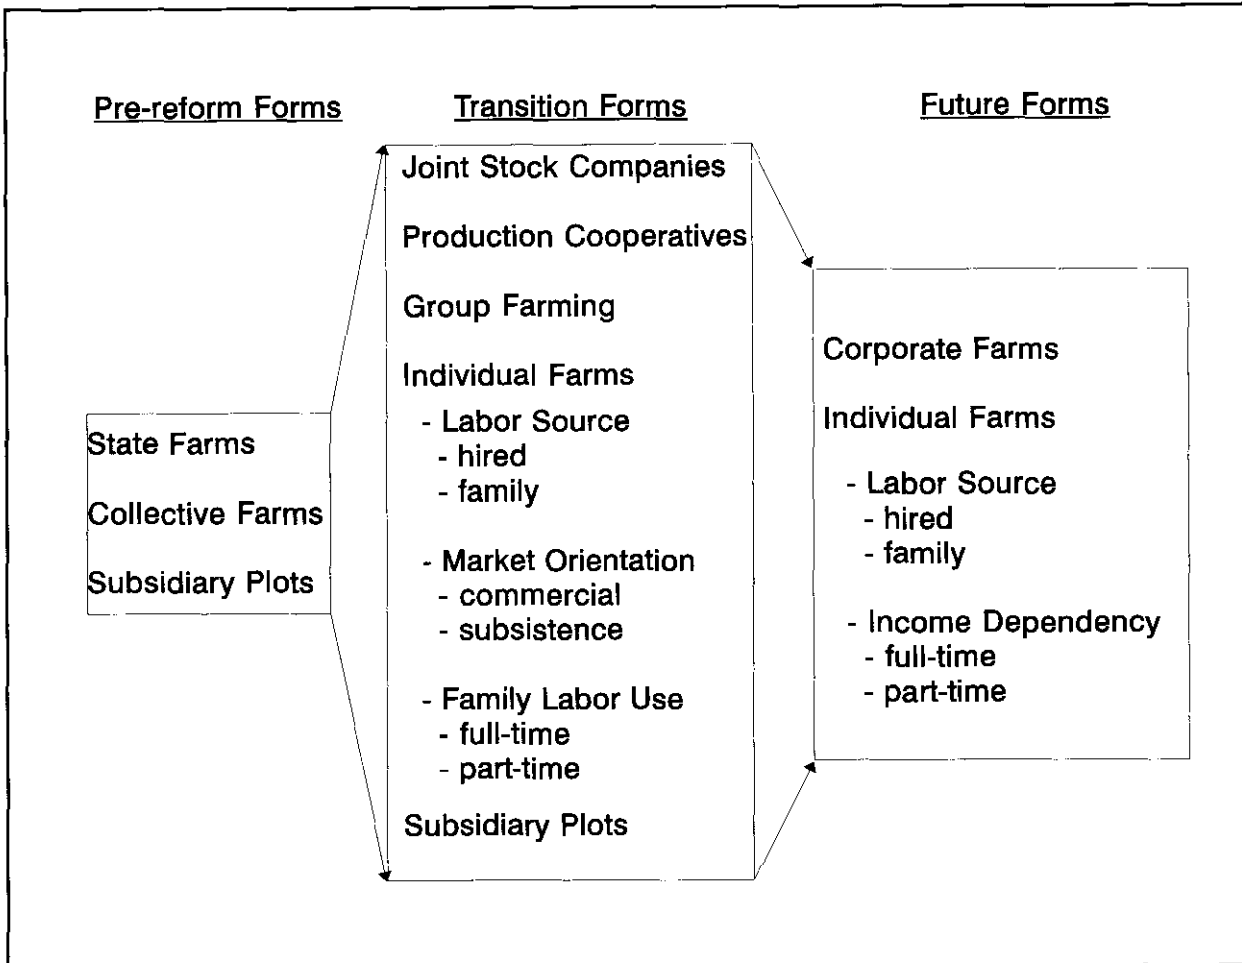 Pre-reform Forms
Transition Forms
Future Forms
State Farms
Collective Farms
Subsidiary Plots
Joint Stock Companies
Production Cooperatives
Group Farming
Individual Farms
- Labor Source
- hired
- family
- Market Orientation
- commercial
- subsistence
- Family Labor Use
- full-time
- part-time
Subsidiary Plots
Corporate Farms
Individual Farms
- Labor Source
- hired
- family
- Income Dependency
- full-time
- part-time